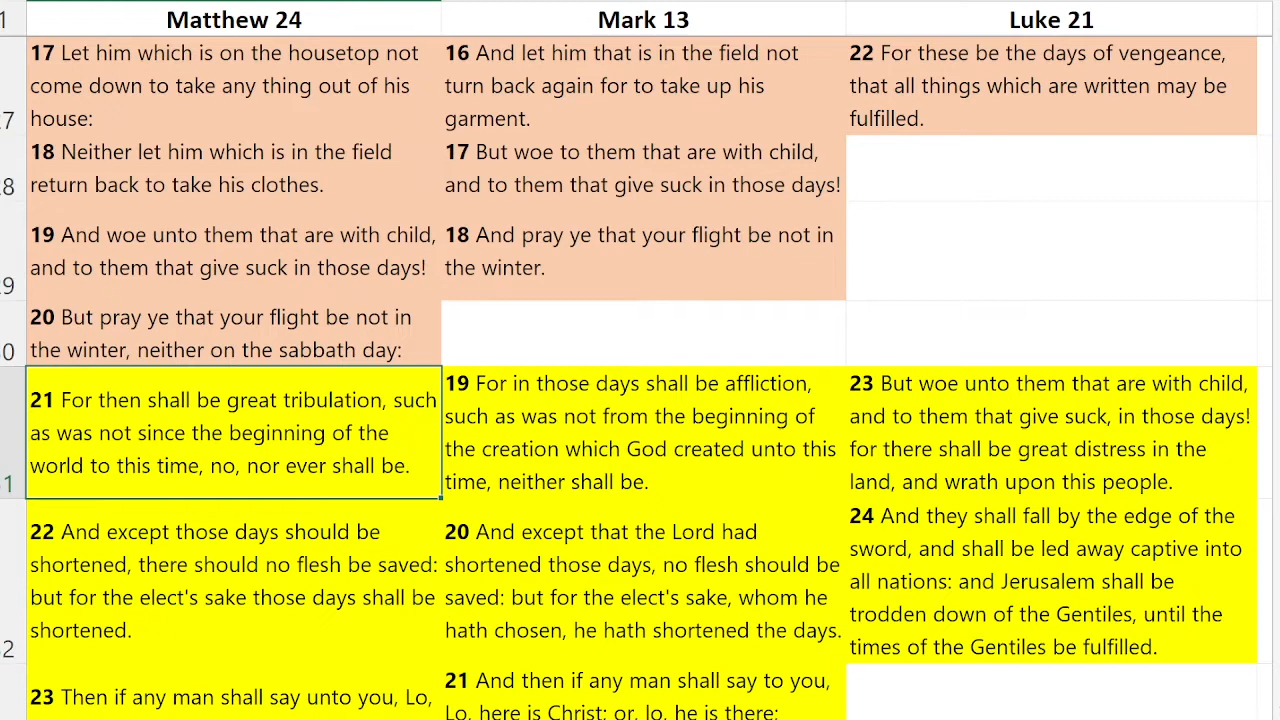 1
Matthew 24
Mark 13
Luke 21
7
17 Let him which is on the housetop not
come down to take any thing out of his
house:
16 And let him that is in the field not
turn back again for to take up his
garment.
22 For these be the days of vengeance,
that all things which are written may be
fulfilled.
8
18 Neither let him which is in the field
return back to take his clothes.
17 But woe to them that are with child,
and to them that give suck in those days!
9
19 And woe unto them that are with child,
and to them that give suck in those days!
18 And pray ye that your flight be not in
the winter.
0
20 But pray ye that your flight be not in
the winter, neither on the sabbath day:
1
21 For then shall be great tribulation, such
as was not since the beginning of the
world to this time, no, nor ever shall be.
19 For in those days shall be affliction,
such as was not from the beginning of
the creation which God created unto this
time, neither shall be.
23 But woe unto them that are with child,
and to them that give suck, in those days!
for there shall be great distress in the
land, and wrath upon this people.
2
22 And except those days should be
shortened, there should no flesh be saved:
but for the elect's sake those days shall be
shortened.
20 And except that the Lord had
shortened those days, no flesh should be
saved: but for the elect's sake, whom he
hath chosen, he hath shortened the days.
24 And they shall fall by the edge of the
sword, and shall be led away captive into
all nations: and Jerusalem shall be
trodden down of the Gentiles, until the
times of the Gentiles be fulfilled.
23 Then if any man shall say unto you, Lo,
21 And then if any man shall say to you,
Lo, here is Christ; or, lo, he is there;